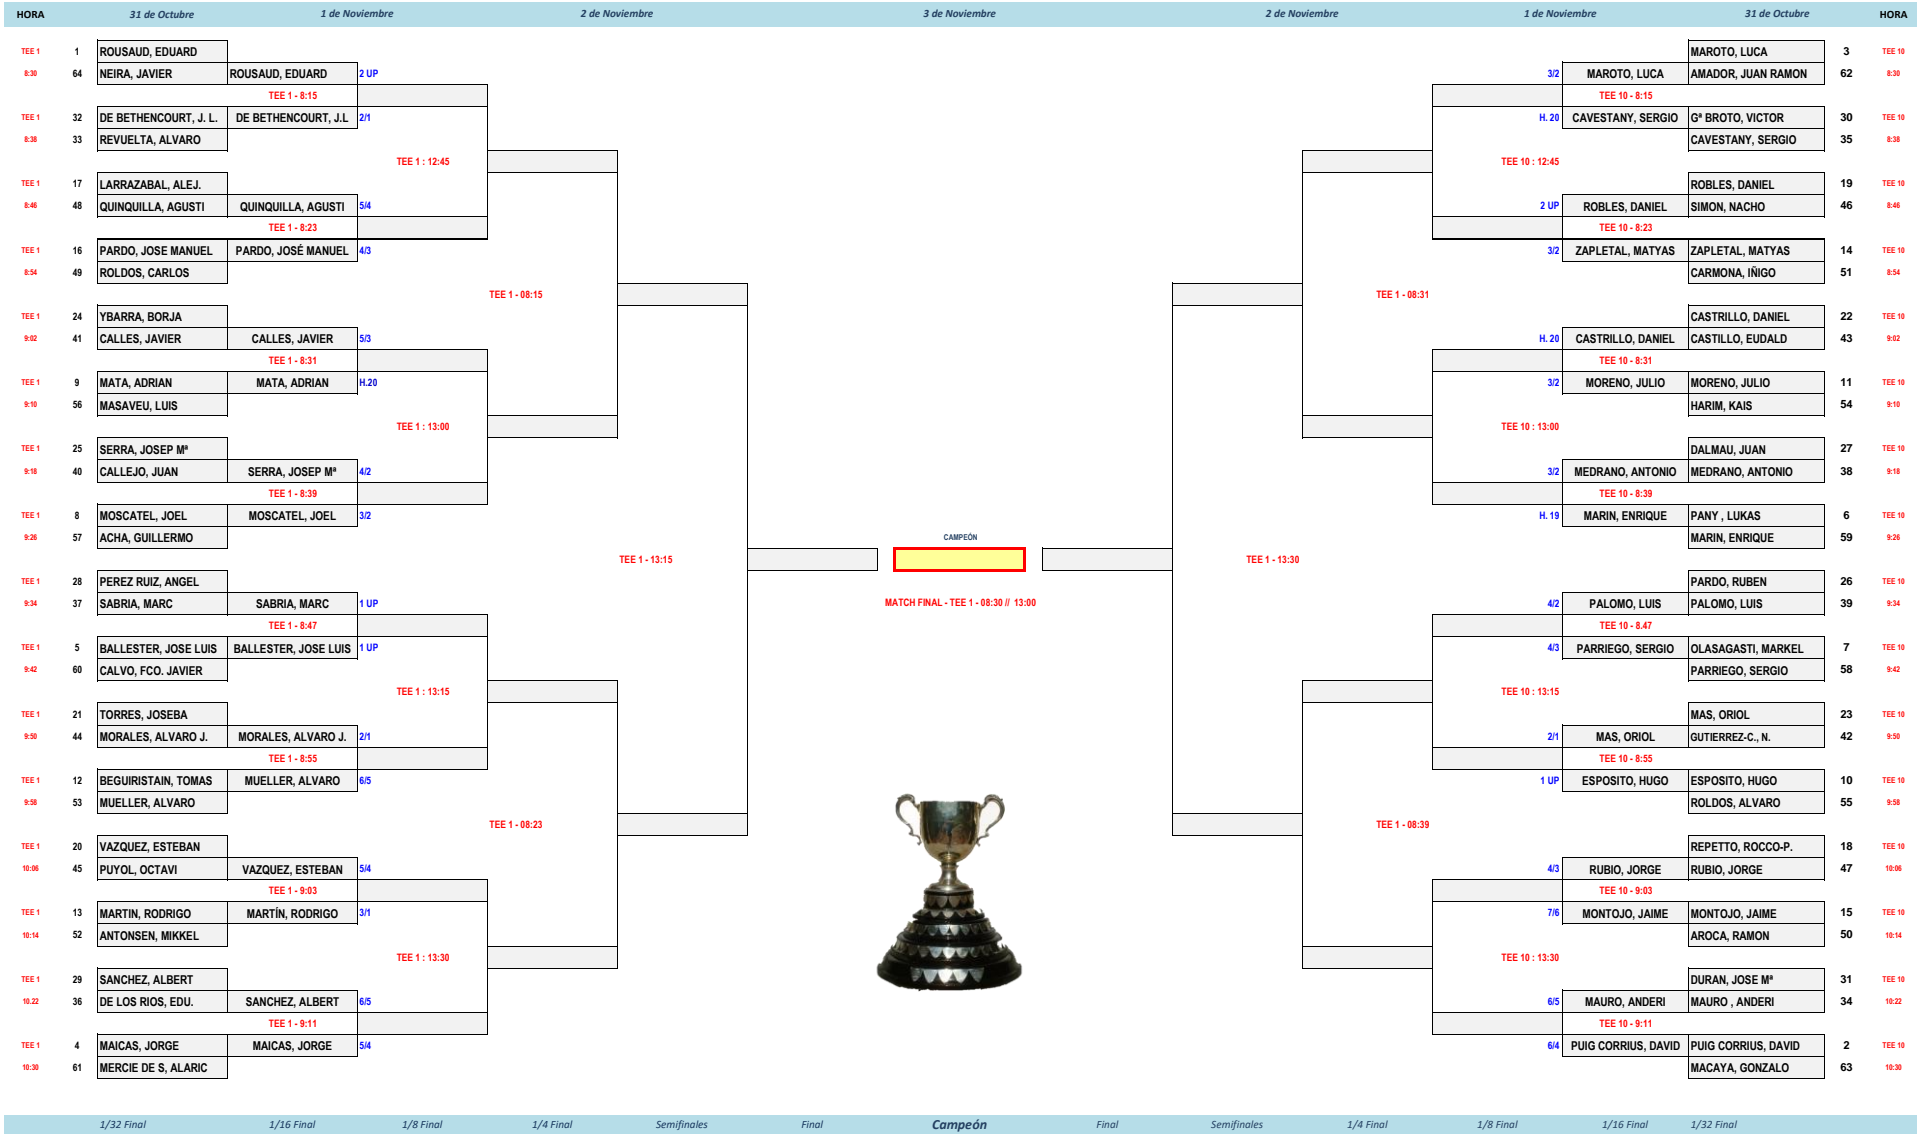 HORA 31 de Octubre 1 de Noviembre 2 de Noviembre 3 de Noviembre 2 de Noviembre 1 de Noviembre 31 de Octubre HORA
TEE 1 1 ROUSAUD, EDUARD MAROTO, LUCA 3 TEE 10
8:30 64 NEIRA, JAVIER ROUSAUD, EDUARD 2 UP 3/2 MAROTO, LUCA AMADOR, JUAN RAMON 62 8:30
TEE 1 - 8:15 TEE 10 - 8:15
TEE 1 32 DE BETHENCOURT, J. L. DE BETHENCOURT, J.L 2/1 H. 20 CAVESTANY, SERGIO Gª BROTO, VICTOR 30 TEE 10
8:38 33 REVUELTA, ALVARO CAVESTANY, SERGIO 35 8:38
TEE 1 : 12:45 TEE 10 : 12:45
TEE 1 17 LARRAZABAL, ALEJ. ROBLES, DANIEL 19 TEE 10
8:46 48 QUINQUILLA, AGUSTI QUINQUILLA, AGUSTI 5/4 2 UP ROBLES, DANIEL SIMON, NACHO 46 8:46
TEE 1 - 8:23 TEE 10 - 8:23
TEE 1 16 PARDO, JOSE MANUEL PARDO, JOSÉ MANUEL 4/3 3/2 ZAPLETAL, MATYAS ZAPLETAL, MATYAS 14 TEE 10
8:54 49 ROLDOS, CARLOS CARMONA, IÑIGO 51 8:54
TEE 1 - 08:15 TEE 1 - 08:31
TEE 1 24 YBARRA, BORJA CASTRILLO, DANIEL 22 TEE 10
9:02 41 CALLES, JAVIER CALLES, JAVIER 5/3 H. 20 CASTRILLO, DANIEL CASTILLO, EUDALD 43 9:02
TEE 1 - 8:31 TEE 10 - 8:31
TEE 1 9 MATA, ADRIAN MATA, ADRIAN H.20 3/2 MORENO, JULIO MORENO, JULIO 11 TEE 10
9:10 56 MASAVEU, LUIS HARIM, KAIS 54 9:10
TEE 1 : 13:00 TEE 10 : 13:00
TEE 1 25 SERRA, JOSEP Mª DALMAU, JUAN 27 TEE 10
9:18 40 CALLEJO, JUAN SERRA, JOSEP Mª 4/2 3/2 MEDRANO, ANTONIO MEDRANO, ANTONIO 38 9:18
TEE 1 - 8:39 TEE 10 - 8:39
TEE 1 8 MOSCATEL, JOEL MOSCATEL, JOEL 3/2 H. 19 MARIN, ENRIQUE PANY , LUKAS 6 TEE 10
9:26 57 ACHA, GUILLERMO CAMPEÓN MARIN, ENRIQUE 59 9:26
TEE 1 - 13:15 TEE 1 - 13:30
TEE 1 28 PEREZ RUIZ, ANGEL PARDO, RUBEN 26 TEE 10
9:34 37 SABRIA, MARC SABRIA, MARC 1 UP MATCH FINAL - TEE 1 - 08:30 // 13:00 4/2 PALOMO, LUIS PALOMO, LUIS 39 9:34
TEE 1 - 8:47 TEE 10 - 8.47
TEE 1 5 BALLESTER, JOSE LUIS BALLESTER, JOSE LUIS 1 UP 4/3 PARRIEGO, SERGIO OLASAGASTI, MARKEL 7 TEE 10
9:42 60 CALVO, FCO. JAVIER PARRIEGO, SERGIO 58 9:42
TEE 1 : 13:15 TEE 10 : 13:15
TEE 1 21 TORRES, JOSEBA MAS, ORIOL 23 TEE 10
9:50 44 MORALES, ALVARO J. MORALES, ALVARO J. 2/1 2/1 MAS, ORIOL GUTIERREZ-C., N. 42 9:50
TEE 1 - 8:55 TEE 10 - 8:55
TEE 1 12 BEGUIRISTAIN, TOMAS MUELLER, ALVARO 6/5 1 UP ESPOSITO, HUGO ESPOSITO, HUGO 10 TEE 10
9:58 53 MUELLER, ALVARO ROLDOS, ALVARO 55 9:58
TEE 1 - 08:23 TEE 1 - 08:39
TEE 1 20 VAZQUEZ, ESTEBAN REPETTO, ROCCO-P. 18 TEE 10
10:06 45 PUYOL, OCTAVI VAZQUEZ, ESTEBAN 5/4 4/3 RUBIO, JORGE RUBIO, JORGE 47 10:06
TEE 1 - 9:03 TEE 10 - 9:03
TEE 1 13 MARTIN, RODRIGO MARTÍN, RODRIGO 3/1 7/6 MONTOJO, JAIME MONTOJO, JAIME 15 TEE 10
10:14 52 ANTONSEN, MIKKEL AROCA, RAMON 50 10:14
TEE 1 : 13:30 TEE 10 : 13:30
TEE 1 29 SANCHEZ, ALBERT DURAN, JOSE Mª 31 TEE 10
10.22 36 DE LOS RIOS, EDU. SANCHEZ, ALBERT 6/5 6/5 MAURO, ANDERI MAURO , ANDERI 34 10:22
TEE 1 - 9:11 TEE 10 - 9:11
TEE 1 4 MAICAS, JORGE MAICAS, JORGE 5/4 6/4 PUIG CORRIUS, DAVID PUIG CORRIUS, DAVID 2 TEE 10
10:30 61 MERCIE DE S, ALARIC MACAYA, GONZALO 63 10:30
1/32 Final 1/16 Final 1/8 Final 1/4 Final Semifinales Final Campeón Final Semifinales 1/4 Final 1/8 Final 1/16 Final 1/32 Final